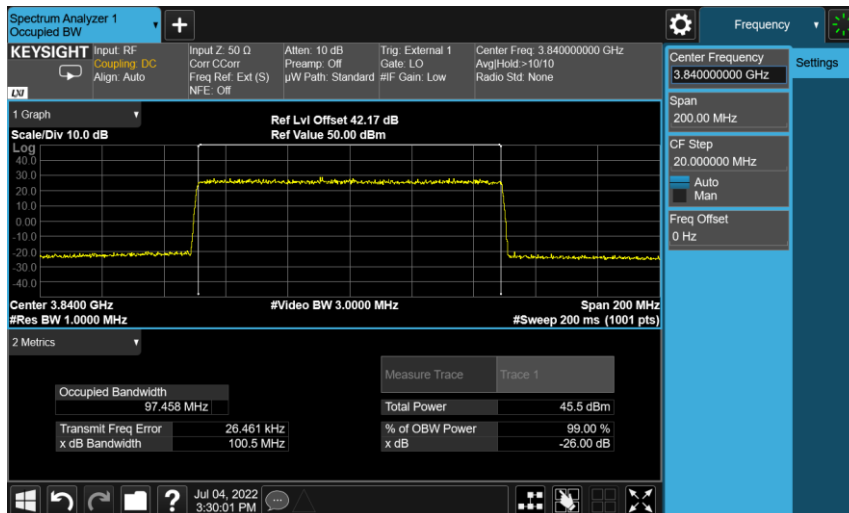 Spectrum Analyzer 1
Occupied BW
+
Frequency
KEYSIGHT
LXI
Input: RF
Coupling: DC
Align: Auto
Input Z: 50 Ω
Corr CCorr
Freq Ref: Ext (S)
NFE: Off
Atten: 10 dB
Preamp: Off
µW Path: Standard
Trig: External 1
Gate: LO
#IF Gain: Low
Center Freq: 3.840000000 GHz
Avg|Hold:>10/10
Radio Std: None
Center Frequency
3.840000000 GHz
Settings
Span
200.00 MHz
CF Step
20.000000 MHz
Auto
Man
Freq Offset
0 Hz
1 Graph
Scale/Div 10.0 dB
Ref Lvl Offset 42.17 dB
Ref Value 50.00 dBm
Log
40.0
30.0
20.0
10.0
0.00
-10.0
-20.0
-30.0
-40.0
Center 3.8400 GHz
#Video BW 3.0000 MHz
Span 200 MHz
#Res BW 1.0000 MHz
#Sweep 200 ms (1001 pts)
2 Metrics
Measure Trace
Trace 1
Occupied Bandwidth
97.458 MHz
Total Power
45.5 dBm
Transmit Freq Error
26.461 kHz
% of OBW Power
99.00 %
x dB Bandwidth
100.5 MHz
x dB
-26.00 dB
?
Jul 04, 2022
3:30:01 PM